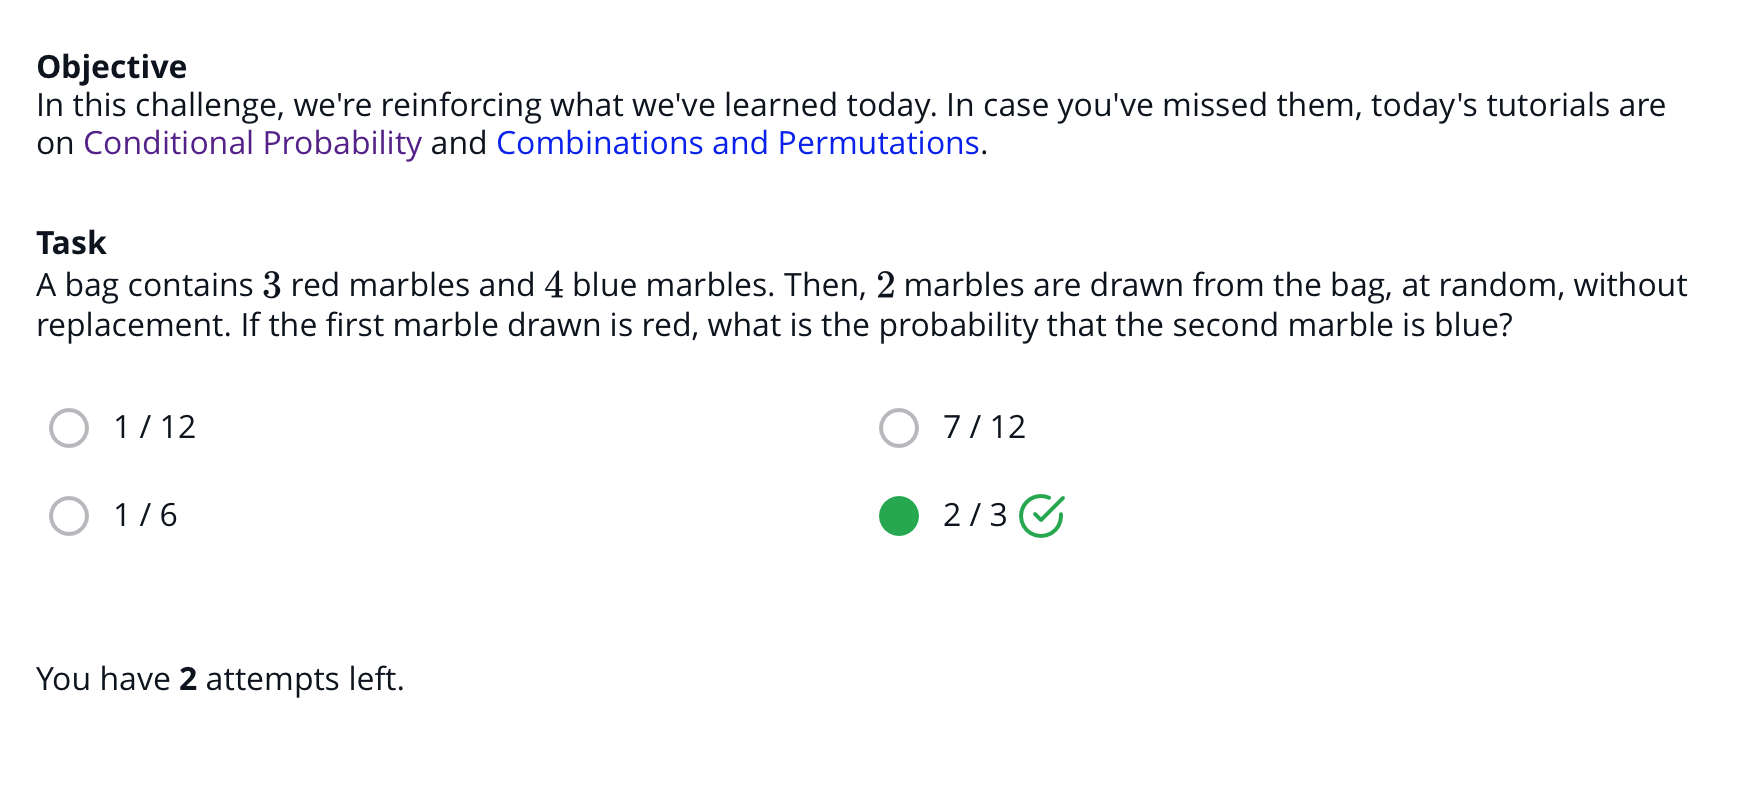 Objective
In this challenge, we're reinforcing what we've learned today. In case you've missed them, today's tutorials are
on Conditional Probability and Combinations and Permutations.
Task
A bag contains 3 red marbles and 4 blue marbles. Then, 2 marbles are drawn from the bag, at random, without
replacement. If the first marble drawn is red, what is the probability that the second marble is blue?
1 / 12
7 / 12
1 / 6
2 / 3
You have 2 attempts left.